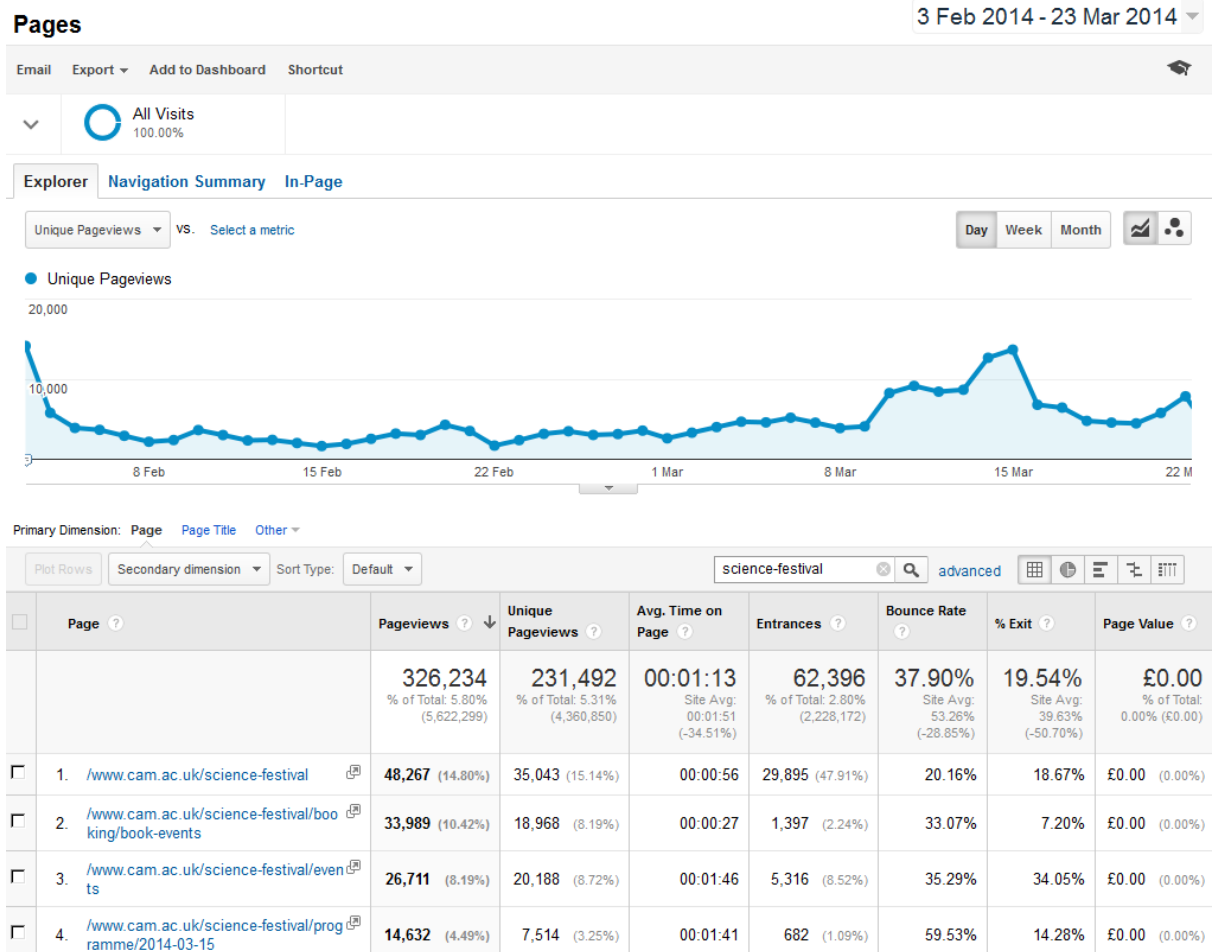 Pages
3 Feb 2014 - 23 Mar 2014
Email Export Add to Dashboard Shortcut
All Visits
100.00%
Explorer Navigation Summary In-Page
Unique Pageviews VS. Select a metric Day Week Month
Unique Pageviews
20,000
10,000
8 Feb 15 Feb 22 Feb 1 Mar 8 Mar 15 Mar 22 M
Primary Dimension: Page Page Title Other
Plot Rows Secondary dimension Sort Type: Default science-festival advanced
Page ? Pageviews ? Unique Pageviews ? Avg. Time on Page ? Entrances ? Bounce Rate ? % Exit ? Page Value ?
326,234 231,492 00:01:13 62,396 37.90% 19.54% £0.00
% of Total: 5.80% (5,622,299) % of Total: 5.31% (4,360,850) Site Avg: 00:01:51 (-34.51%) % of Total: 2.80% (2,228,172) Site Avg: 53.26% (-28.85%) Site Avg: 39.63% (-50.70%) % of Total: 0.00% (£0.00)
1. /www.cam.ac.uk/science-festival 48,267 (14.80%) 35,043 (15.14%) 00:00:56 29,895 (47.91%) 20.16% 18.67% £0.00 (0.00%)
2. /www.cam.ac.uk/science-festival/boo
king/book-events 33,989 (10.42%) 18,968 (8.19%) 00:00:27 1,397 (2.24%) 33.07% 7.20% £0.00 (0.00%)
3. /www.cam.ac.uk/science-festival/even
ts 26,711 (8.19%) 20,188 (8.72%) 00:01:46 5,316 (8.52%) 35.29% 34.05% £0.00 (0.00%)
4. /www.cam.ac.uk/science-festival/prog
ramme/2014-03-15 14,632 (4.49%) 7,514 (3.25%) 00:01:41 682 (1.09%) 59.53% 14.28% £0.00 (0.00%)